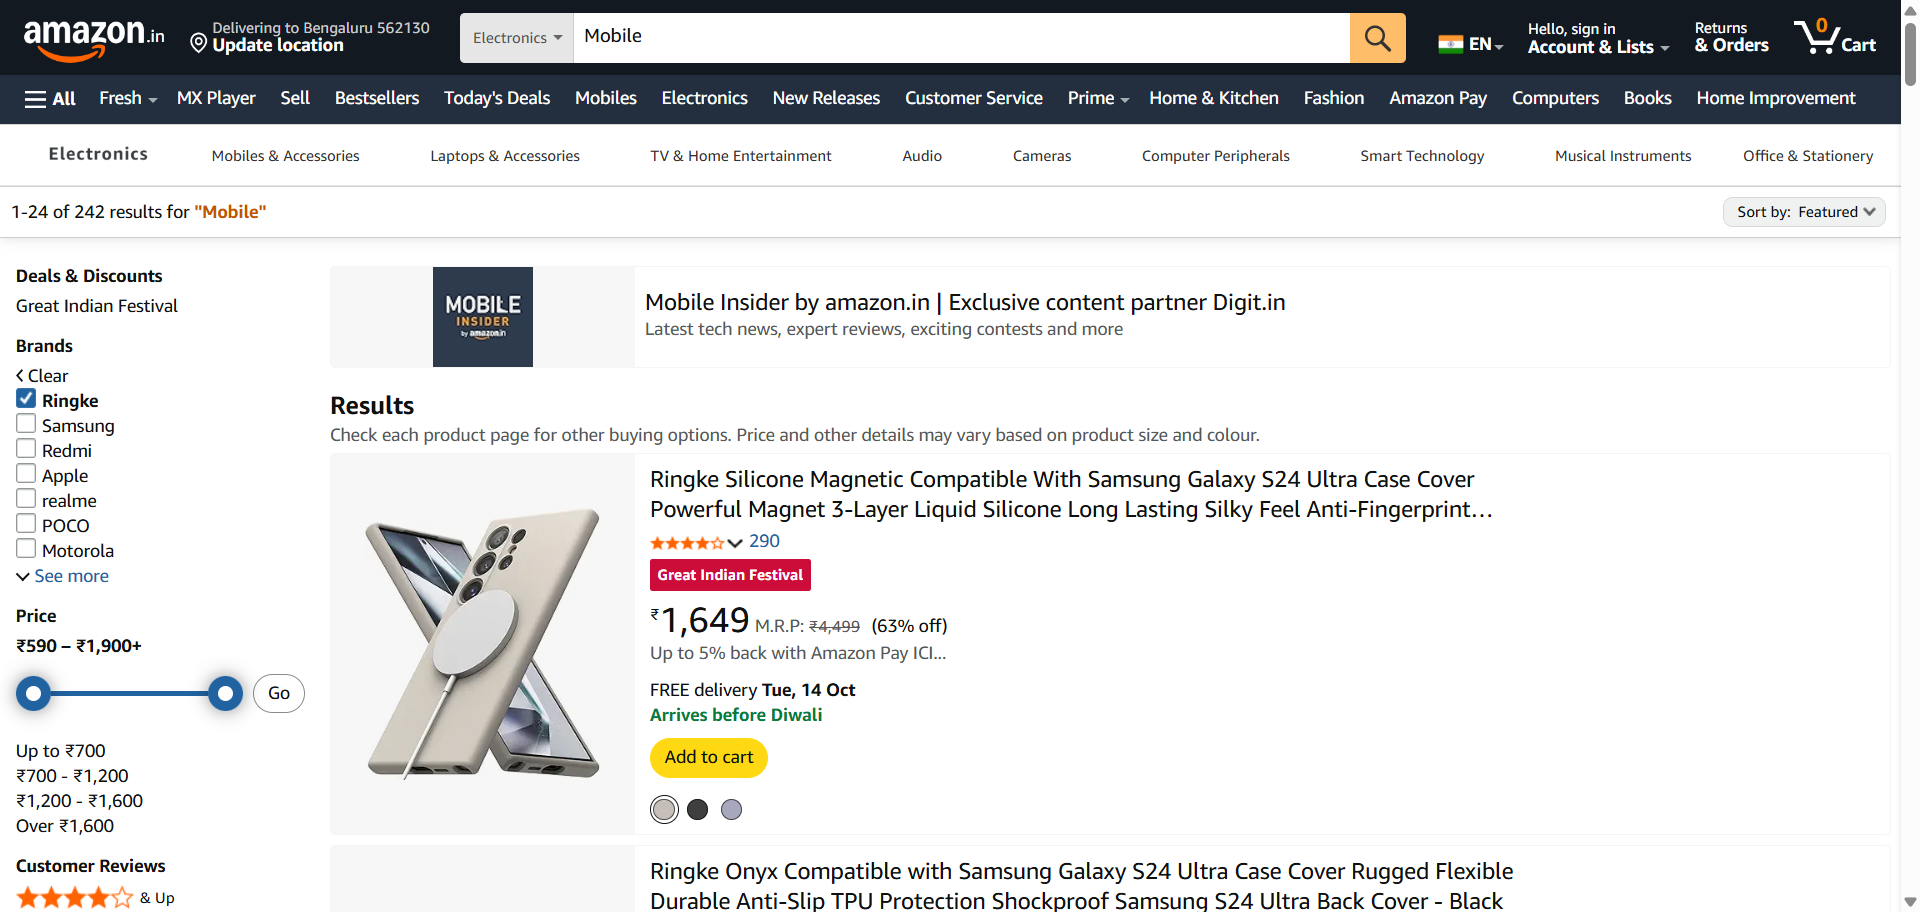 amazon.in
Delivering to Bengaluru 562130
Update location
Electronics
Mobile
EN
Hello, sign in
Account & Lists
Returns
& Orders
0
Cart
All
Fresh
MX Player
Sell
Bestsellers
Today's Deals
Mobiles
Electronics
New Releases
Customer Service
Prime
Home & Kitchen
Fashion
Amazon Pay
Computers
Books
Home Improvement
Electronics
Mobiles & Accessories
Laptops & Accessories
TV & Home Entertainment
Audio
Cameras
Computer Peripherals
Smart Technology
Musical Instruments
Office & Stationery
1-24 of 242 results for "Mobile"
Sort by: Featured
Deals & Discounts
Great Indian Festival
Brands
Clear
Ringke
Samsung
Redmi
Apple
realme
POCO
Motorola
See more
Price
₹590 – ₹1,900+
Go
Up to ₹700
₹700 - ₹1,200
₹1,200 - ₹1,600
Over ₹1,600
Customer Reviews
& Up
MOBILE
INSIDER
by amazon.in
Mobile Insider by amazon.in | Exclusive content partner Digit.in
Latest tech news, expert reviews, exciting contests and more
Results
Check each product page for other buying options. Price and other details may vary based on product size and colour.
Ringke Silicone Magnetic Compatible With Samsung Galaxy S24 Ultra Case Cover
Powerful Magnet 3-Layer Liquid Silicone Long Lasting Silky Feel Anti-Fingerprint…
290
Great Indian Festival
₹1,649 M.R.P: ₹4,499 (63% off)
Up to 5% back with Amazon Pay ICI...
FREE delivery Tue, 14 Oct
Arrives before Diwali
Add to cart
Ringke Onyx Compatible with Samsung Galaxy S24 Ultra Case Cover Rugged Flexible
Durable Anti-Slip TPU Protection Shockproof Samsung S24 Ultra Back Cover - Black